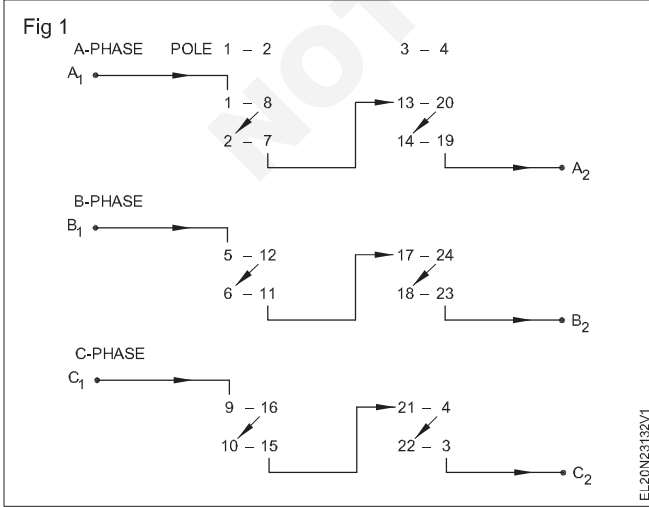 Fig 1
A-PHASE POLE 1 – 2 3 – 4
A1
1 – 8 13 – 20
2 – 7 14 – 19
A2
B-PHASE
B1
5 – 12 17 – 24
6 – 11 18 – 23
B2
C-PHASE
C1
9 – 16 21 – 4
10 – 15 22 – 3
C2
EL20N23132V1
NOT